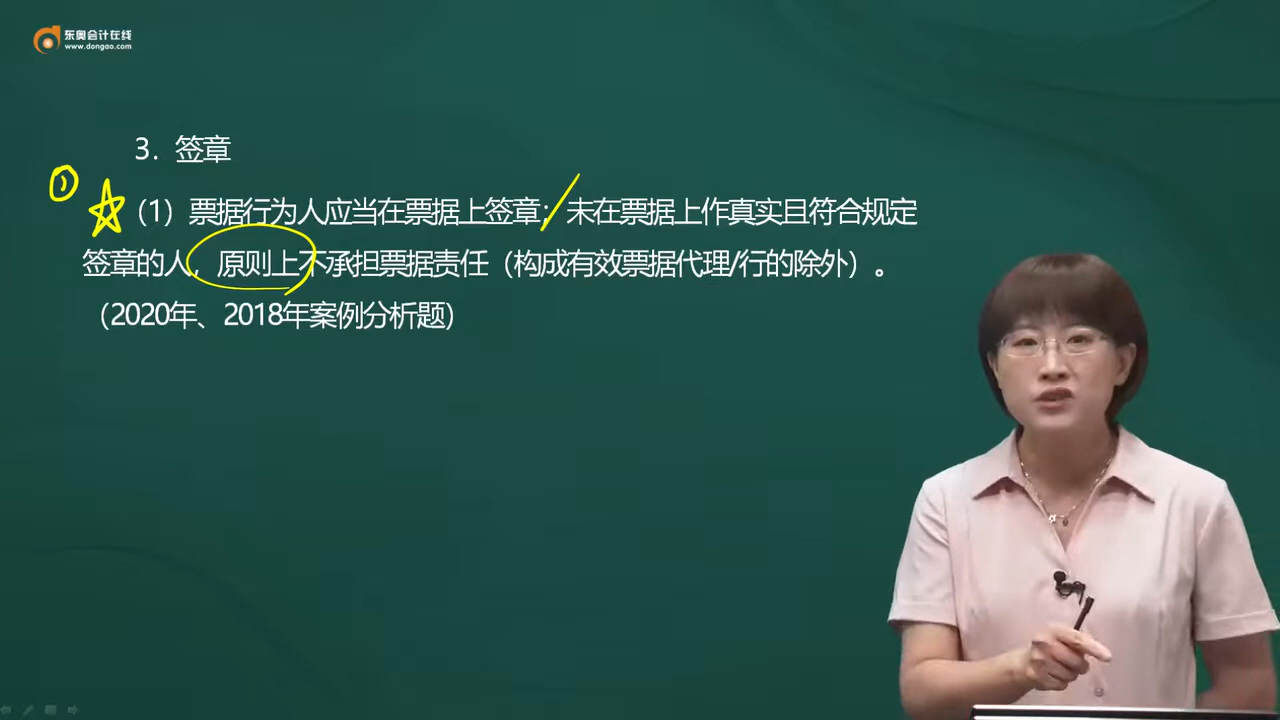 东奥会计在线
www.dongao.com
3. 签章
①
(1)票据行为人应当在票据上签章;未在票据上作真实且符合规定
签章的人,原则上不承担票据责任(构成有效票据代理/行的除外)。
(2020年、2018年案例分析题)